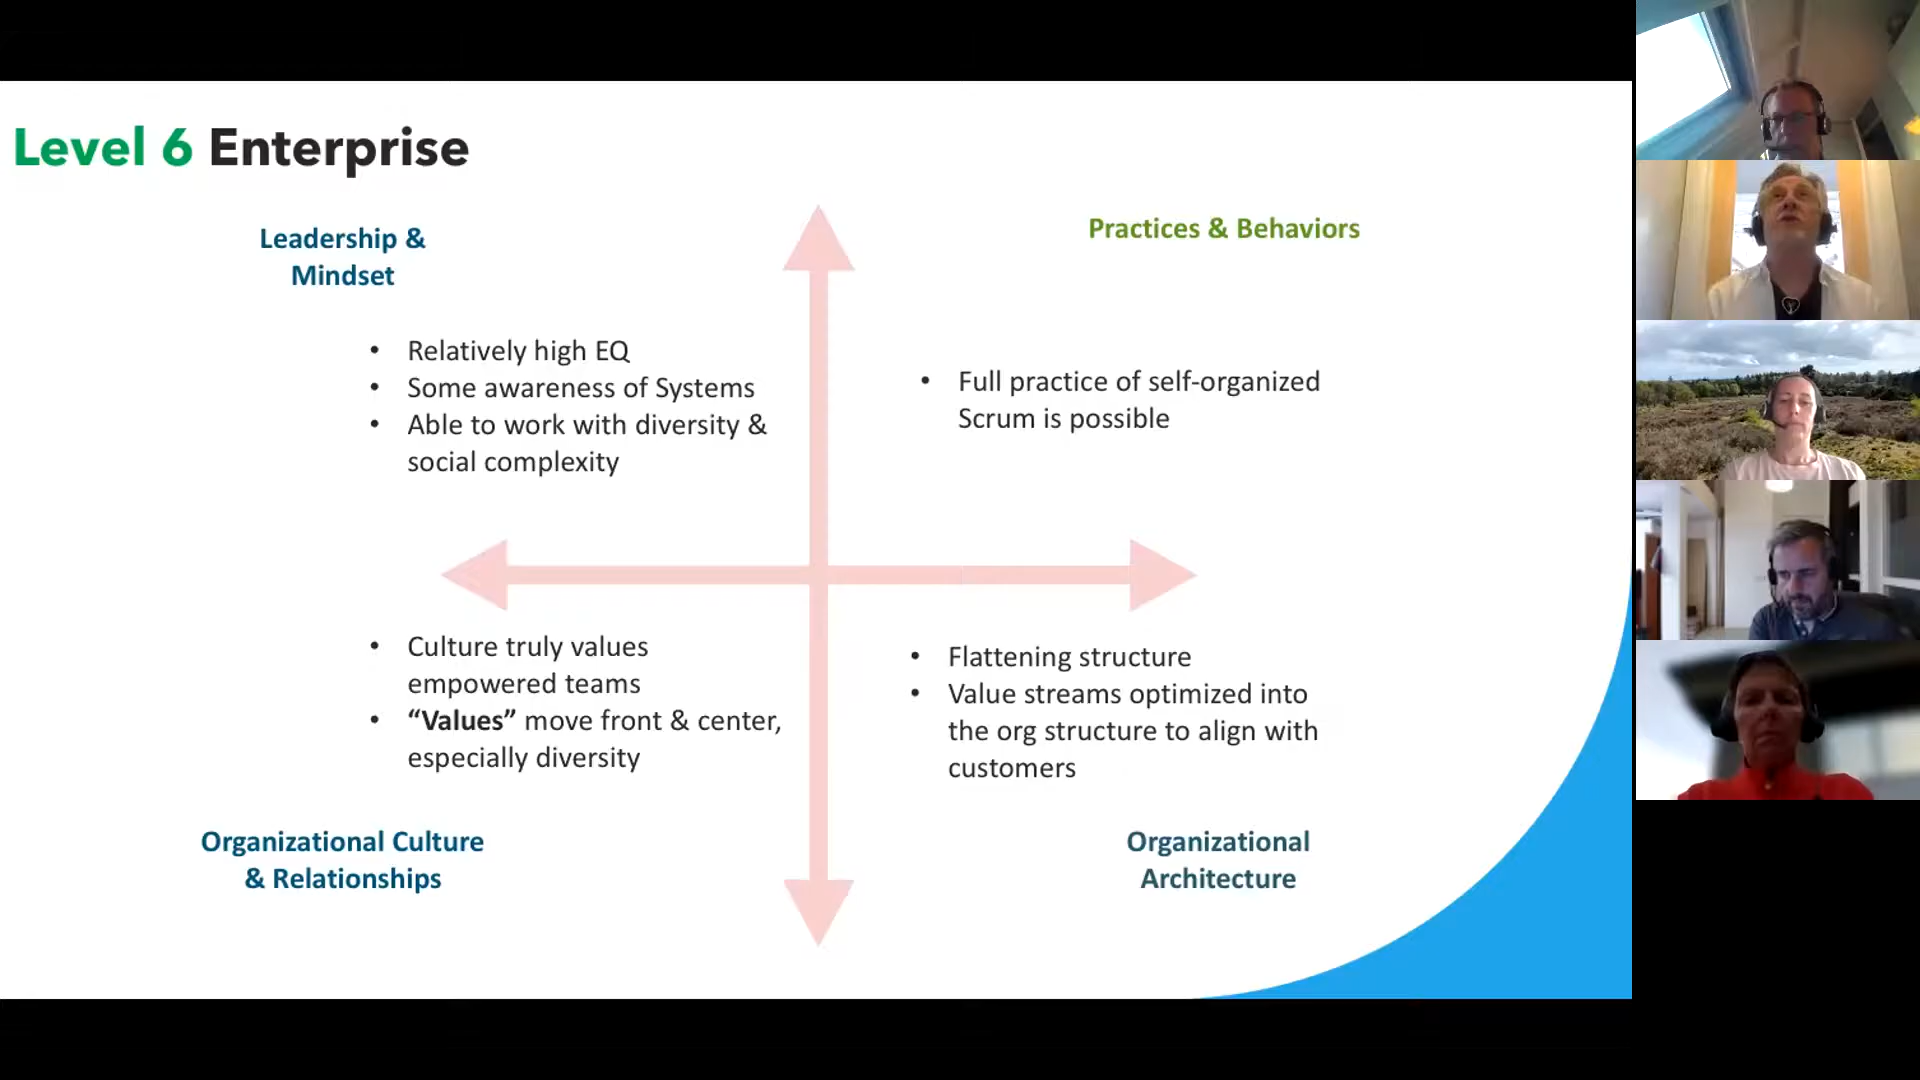 Level 6 Enterprise
Leadership &
Mindset
• Relatively high EQ
• Some awareness of Systems
• Able to work with diversity &
social complexity
Practices & Behaviors
• Full practice of self-organized
Scrum is possible
• Culture truly values
empowered teams
• “Values” move front & center,
especially diversity
Organizational Culture
& Relationships
• Flattening structure
• Value streams optimized into
the org structure to align with
customers
Organizational
Architecture